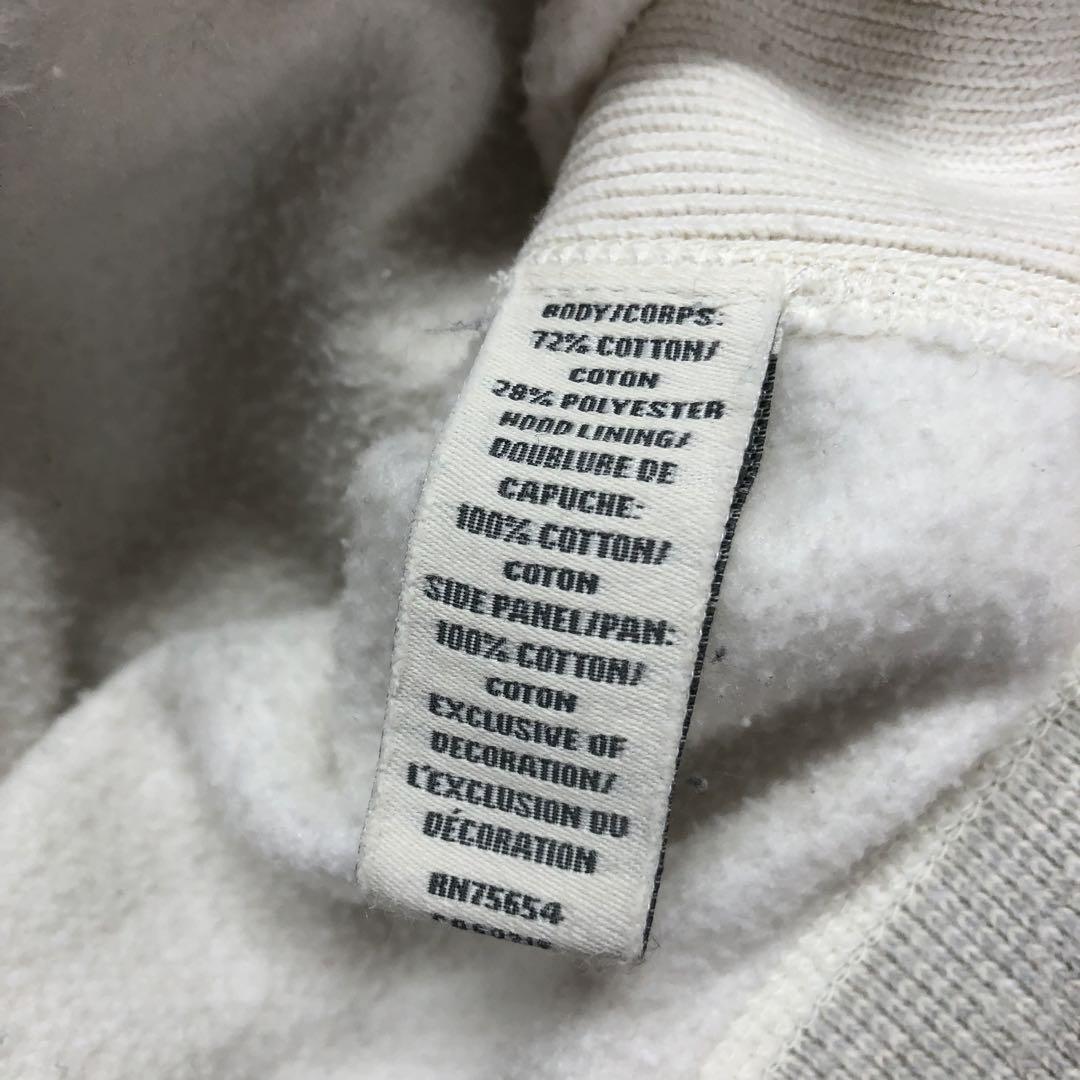 BODY/CORPS:
72% COTTON/
COTON
28% POLYESTER
HOOD LINING/
DOUBLURE DE
CAPUCHE:
100% COTTON/
COTON
SIDE PANEL/PAN:
100% COTTON/
COTON
EXCLUSIVE OF
DECORATION/
L'EXCLUSION DU
DÉCORATION
RN75654